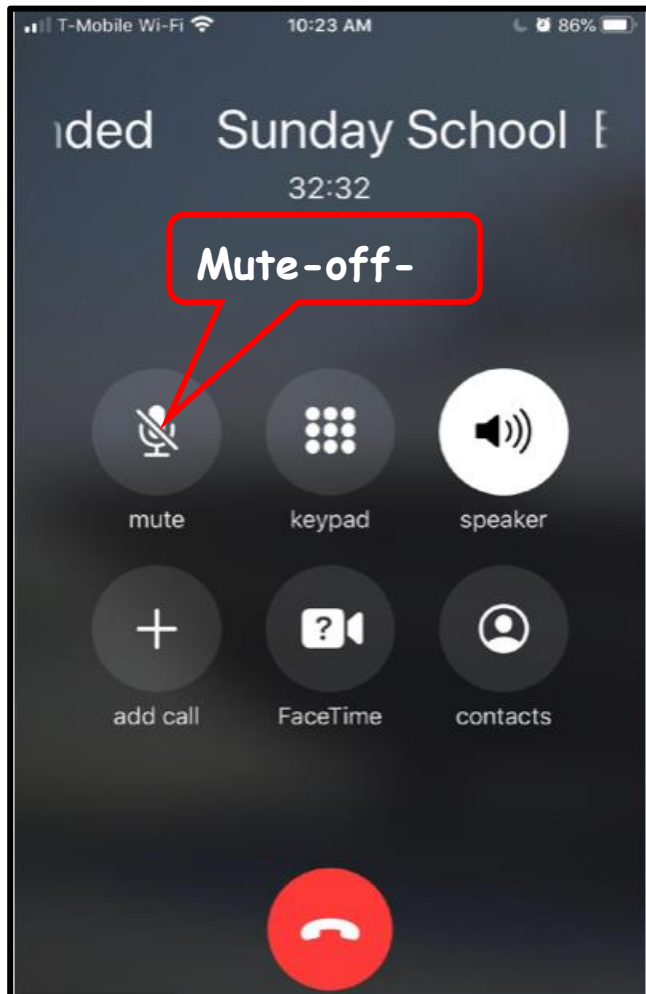 T-Mobile Wi-Fi 10:23 AM 86%
Sunday School
32:32
Mute-off-
mute keypad speaker
?
add call FaceTime contacts